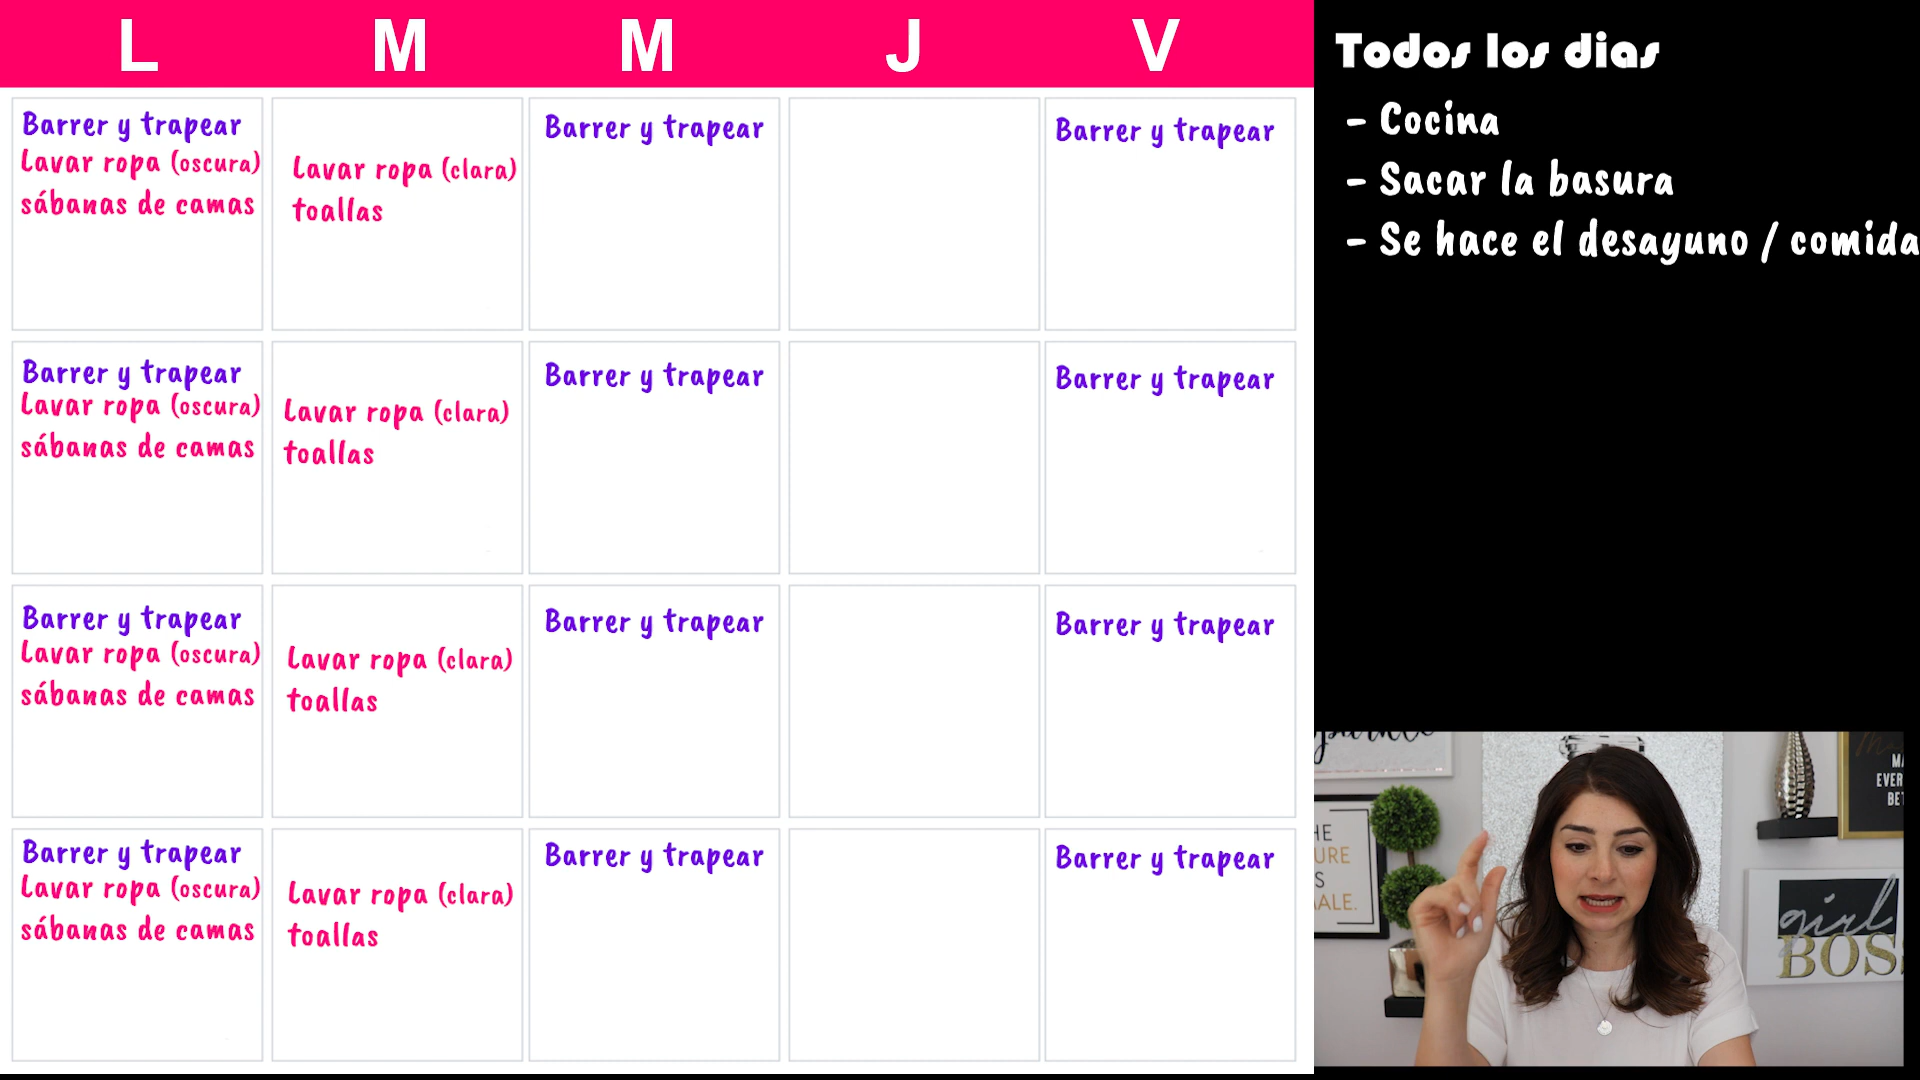 L M M J V
Barrer y trapear
Lavar ropa (oscura)
sábanas de camas
Lavar ropa (clara)
toallas
Barrer y trapear
Barrer y trapear
Barrer y trapear
Lavar ropa (oscura)
sábanas de camas
Lavar ropa (clara)
toallas
Barrer y trapear
Barrer y trapear
Barrer y trapear
Lavar ropa (oscura)
sábanas de camas
Lavar ropa (clara)
toallas
Barrer y trapear
Barrer y trapear
Barrer y trapear
Lavar ropa (oscura)
sábanas de camas
Lavar ropa (clara)
toallas
Barrer y trapear
Barrer y trapear
Todos los dias
- Cocina
- Sacar la basura
- Se hace el desayuno / comida
girl
BOSS